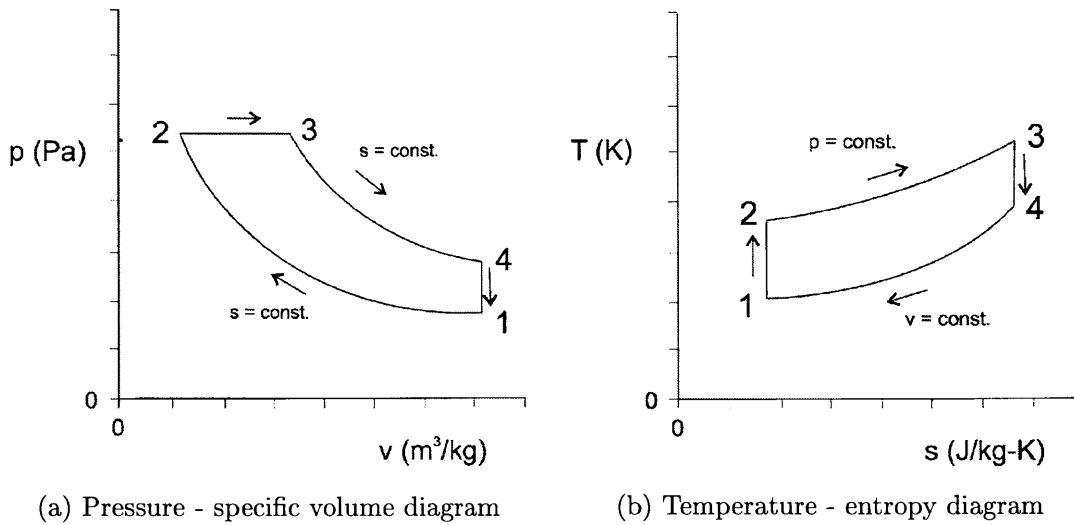 2
3
p (Pa)
s = const.
4
s = const.
1
0
0
v (m³/kg)
(a) Pressure - specific volume diagram
3
p = const.
T (K)
2
4
1
v = const.
0
0
s (J/kg-K)
(b) Temperature - entropy diagram